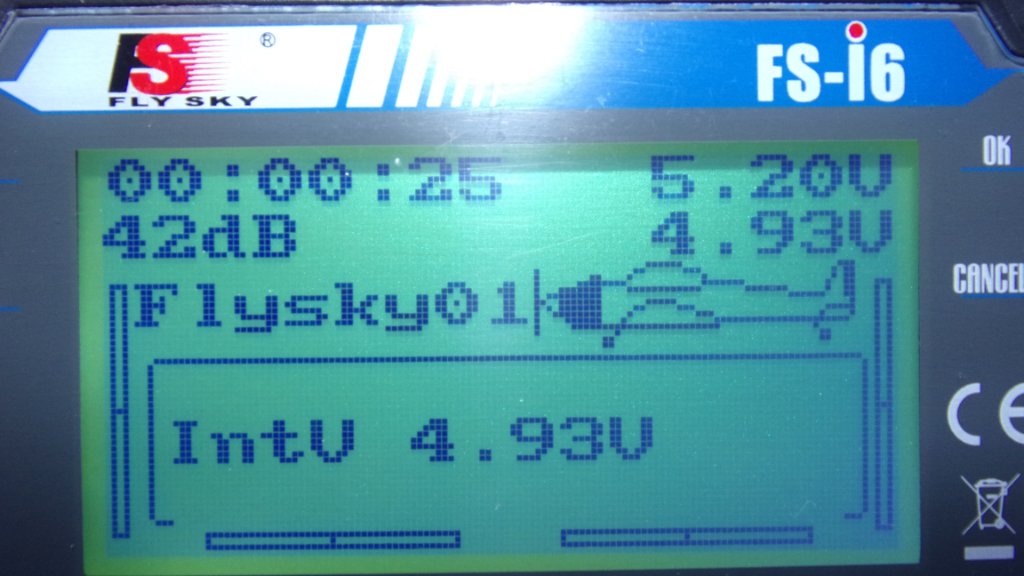 FS ®
FLY SKY
FS-i6
OK
00:00:25 5.20V
42dB 4.93V
CANCEL
Flysky01
IntV 4.93V
CE